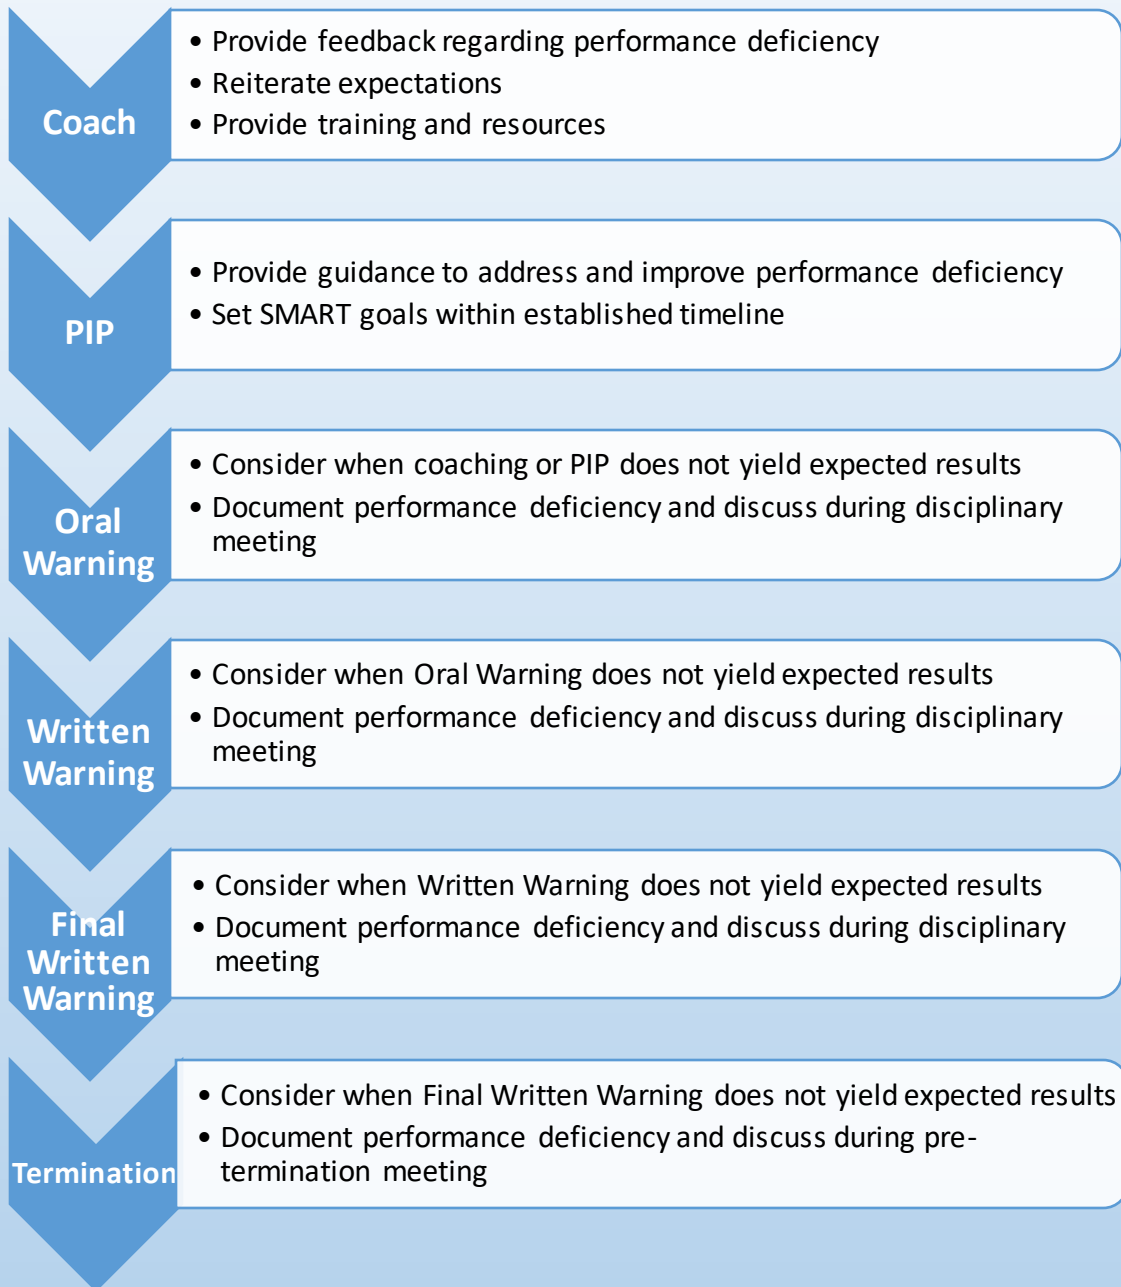 Coach
• Provide feedback regarding performance deficiency
• Reiterate expectations
• Provide training and resources
PIP
• Provide guidance to address and improve performance deficiency
• Set SMART goals within established timeline
Oral
Warning
• Consider when coaching or PIP does not yield expected results
• Document performance deficiency and discuss during disciplinary
meeting
Written
Warning
• Consider when Oral Warning does not yield expected results
• Document performance deficiency and discuss during disciplinary
meeting
Final
Written
Warning
• Consider when Written Warning does not yield expected results
• Document performance deficiency and discuss during disciplinary
meeting
Termination
• Consider when Final Written Warning does not yield expected results
• Document performance deficiency and discuss during pre-
termination meeting